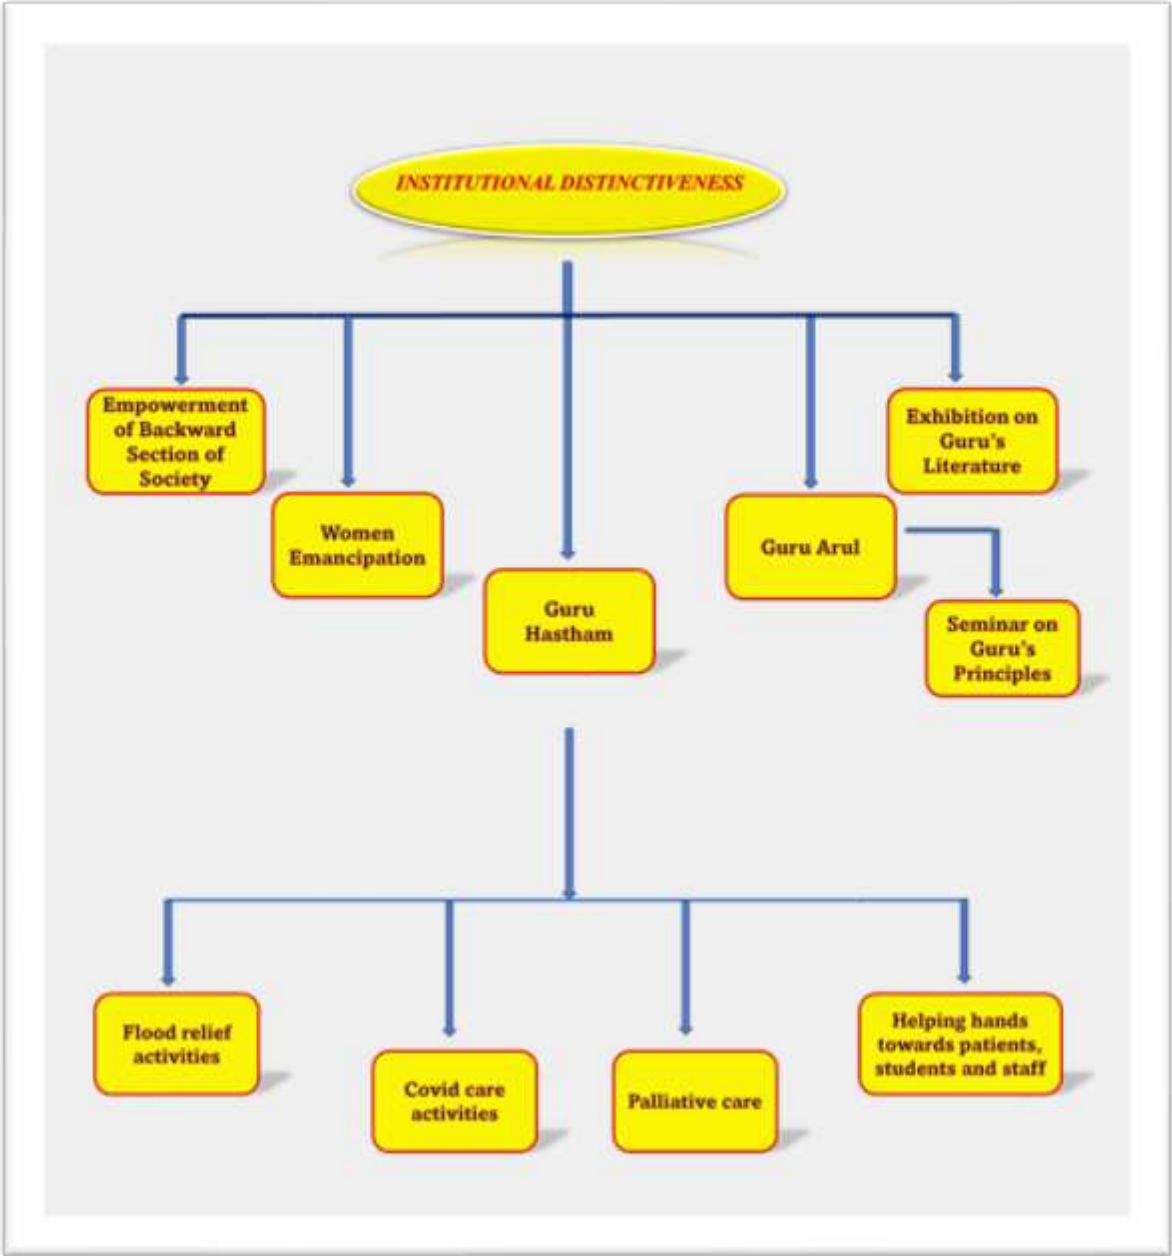 INSTITUTIONAL DISTINCTIVENESS
Empowerment
of Backward
Section of
Society
Women
Emancipation
Guru
Hastham
Guru Arul
Exhibition on
Guru's
Literature
Seminar on
Guru's
Principles
Flood relief
activities
Covid care
activities
Palliative care
Helping hands
towards patients,
students and staff